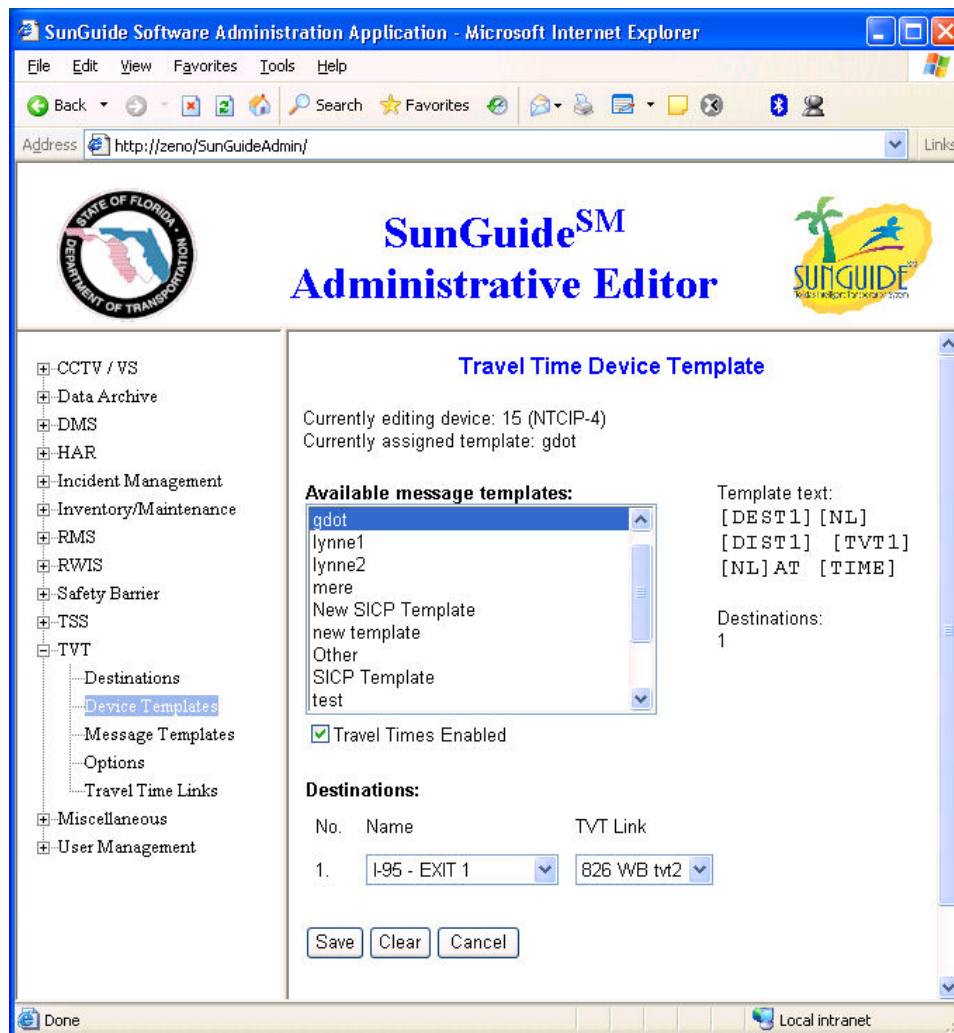 SunGuide Software Administration Application - Microsoft Internet Explorer
File Edit View Favorites Tools Help
Back Search Favorites
Address http://zeno/SunGuideAdmin/ Links
STATE OF FLORIDA DEPARTMENT OF TRANSPORTATION
SunGuideSM
Administrative Editor
SUNGUIDE
CCTV / VS
Data Archive
DMS
HAR
Incident Management
Inventory/Maintenance
RMS
RWIS
Safety Barrier
TSS
TVT
Destinations
Device Templates
Message Templates
Options
Travel Time Links
Miscellaneous
User Management
Travel Time Device Template
Currently editing device: 15 (NTCIP-4)
Currently assigned template: gdot
Available message templates:
gdot
lynne1
lynne2
mere
New SICP Template
new template
Other
SICP Template
test
Template text:
[DEST1][NL]
[DIST1] [TVT1]
[NL]AT [TIME]
Destinations:
1
Travel Times Enabled
Destinations:
No. Name TVT Link
1. I-95 - EXIT 1 826 WB tvt2
Save Clear Cancel
Done Local intranet